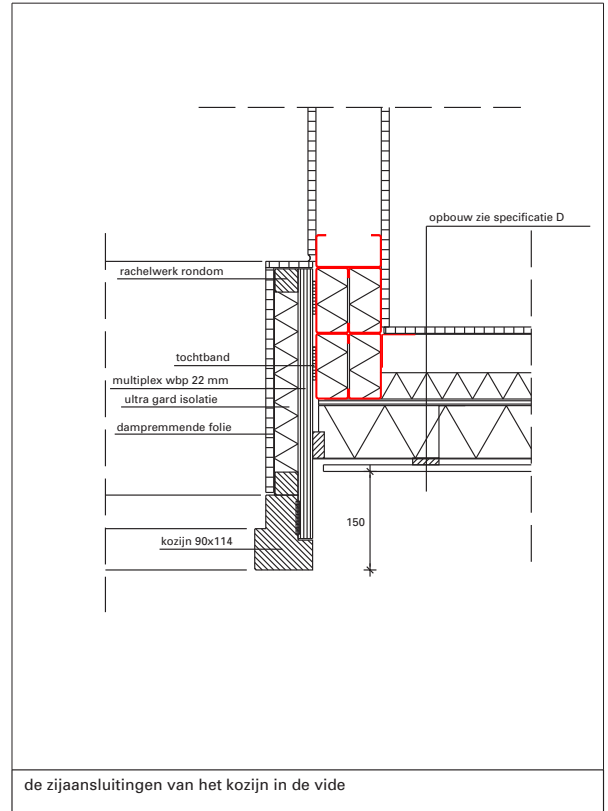 opbouw zie specificatie D
rachelwerk rondom
tochtband
multiplex wbp 22 mm
ultra gard isolatie
dampremmende folie
150
kozijn 90x114
de zijaansluitingen van het kozijn in de vide